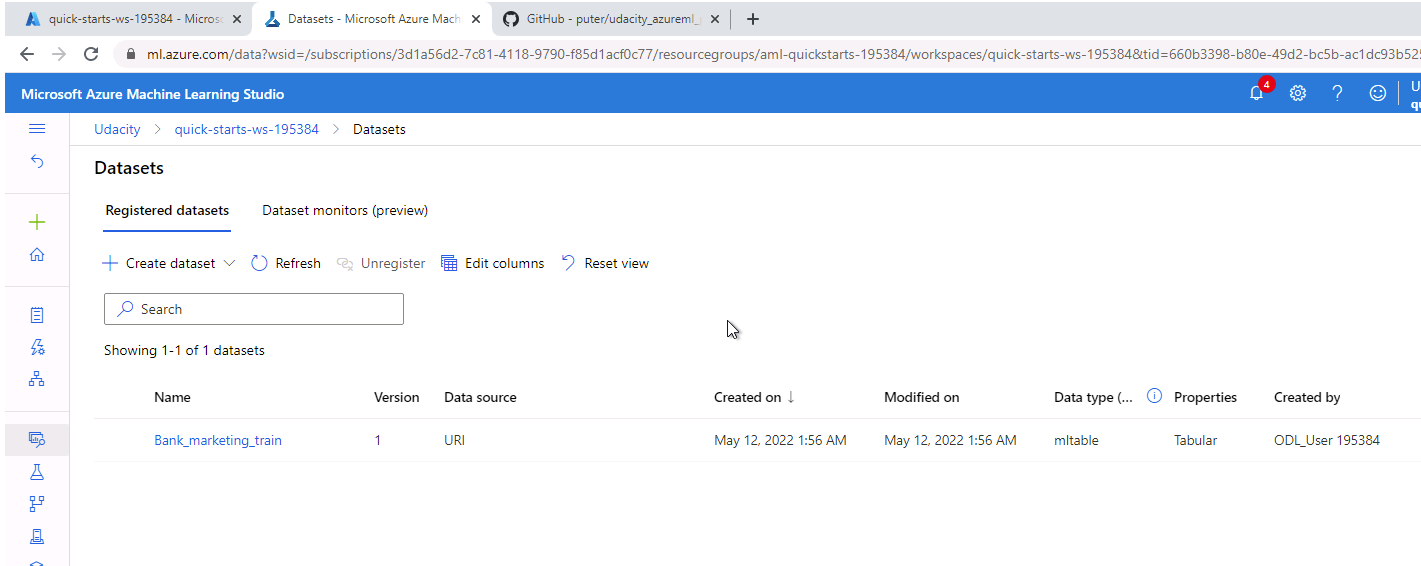 quick-starts-ws-195384 - Micros
Datasets - Microsoft Azure Mach
GitHub - puter/udacity_azureml_
ml.azure.com/data?wsid=/subscriptions/3d1a56d2-7c81-4118-9790-f85d1acf0c77/resourcegroups/aml-quickstarts-195384/workspaces/quick-starts-ws-195384&tid=660b3398-b80e-49d2-bc5b-ac1dc93b525
Microsoft Azure Machine Learning Studio
4
U
qu
Udacity > quick-starts-ws-195384 > Datasets
Datasets
Registered datasets Dataset monitors (preview)
Create dataset Refresh Unregister Edit columns Reset view
Search
Showing 1-1 of 1 datasets
Name Version Data source Created on ↓ Modified on Data type (... Properties Created by
Bank_marketing_train 1 URI May 12, 2022 1:56 AM May 12, 2022 1:56 AM mltable Tabular ODL_User 195384